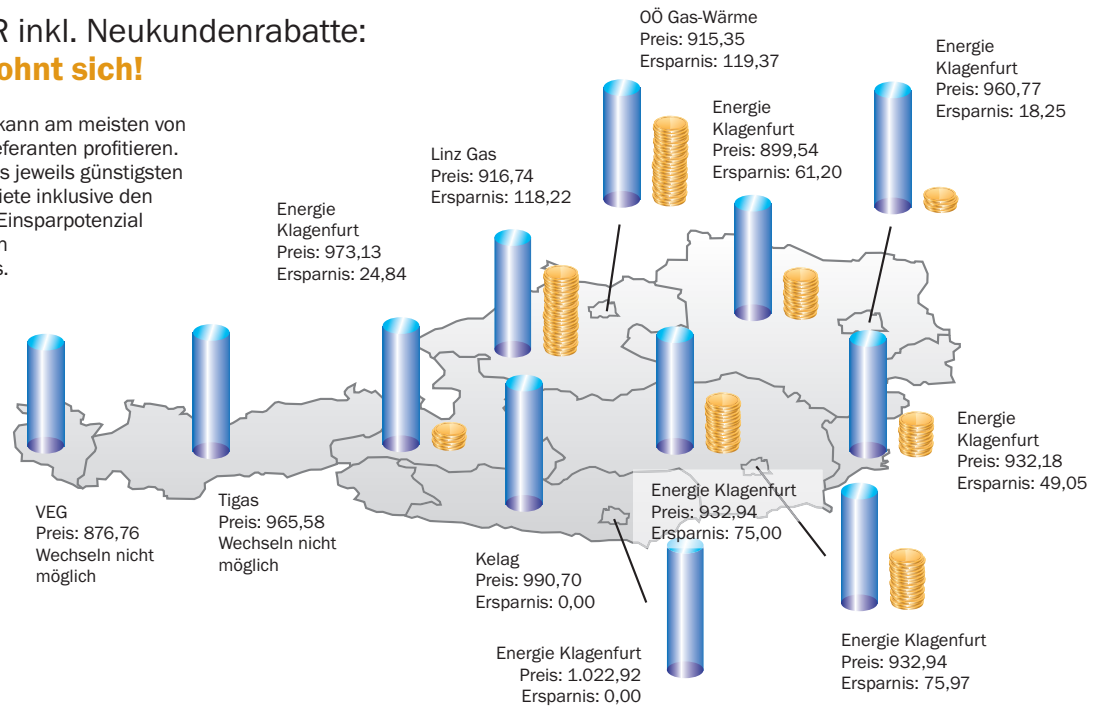 R inkl. Neukundenrabatte:
ohnt sich!
kann am meisten von
eferanten profitieren.
s jeweils günstigsten
iete inklusive den
Einsparpotenzial
n
s.
OÖ Gas-Wärme
Preis: 915,35
Ersparnis: 119,37
Energie
Klagenfurt
Preis: 960,77
Ersparnis: 18,25
Energie
Klagenfurt
Preis: 899,54
Ersparnis: 61,20
Linz Gas
Preis: 916,74
Ersparnis: 118,22
Energie
Klagenfurt
Preis: 973,13
Ersparnis: 24,84
Energie
Klagenfurt
Preis: 932,18
Ersparnis: 49,05
VEG
Preis: 876,76
Wechseln nicht
möglich
Tigas
Preis: 965,58
Wechseln nicht
möglich
Energie Klagenfurt
Preis: 932,94
Ersparnis: 75,00
Kelag
Preis: 990,70
Ersparnis: 0,00
Energie Klagenfurt
Preis: 1.022,92
Ersparnis: 0,00
Energie Klagenfurt
Preis: 932,94
Ersparnis: 75,97